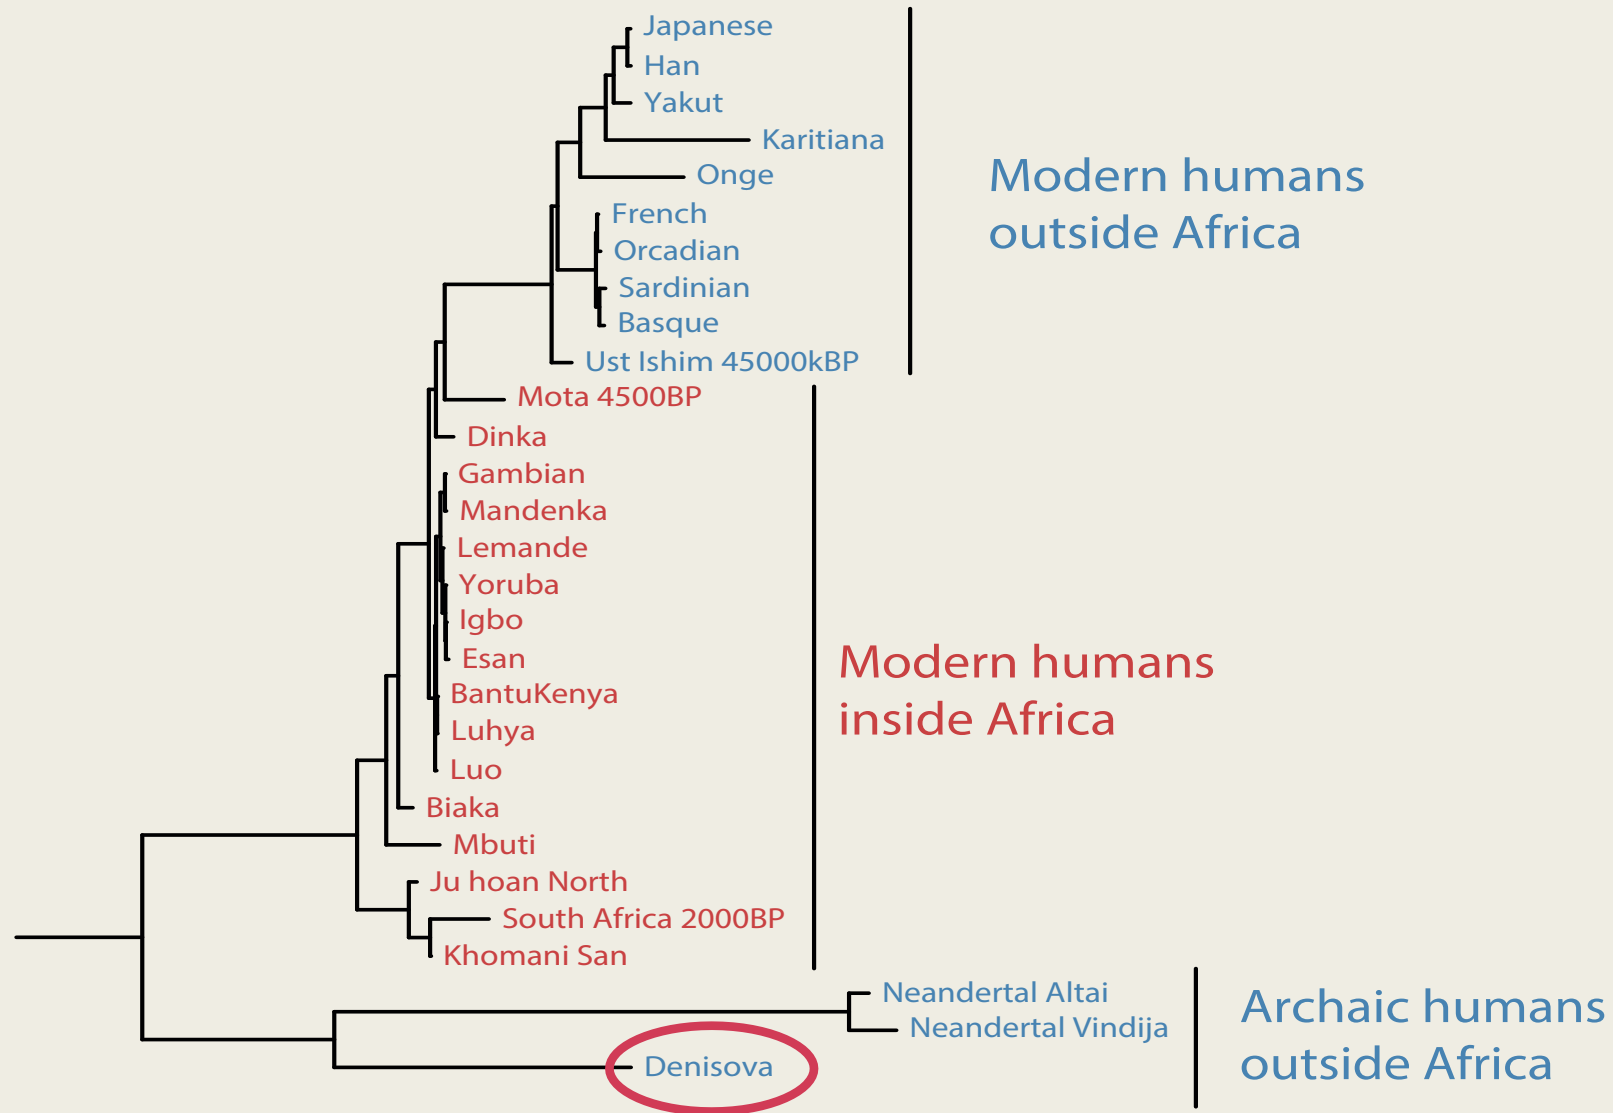 Japanese
Han
Yakut
Karitiana
Onge
French
Orcadian
Sardinian
Basque
Ust Ishim 45000kBP
Modern humans
outside Africa
Mota 4500BP
Dinka
Gambian
Mandenka
Lemande
Yoruba
Igbo
Esan
BantuKenya
Luhya
Luo
Biaka
Mbuti
Ju hoan North
South Africa 2000BP
Khomani San
Modern humans
inside Africa
Neandertal Altai
Neandertal Vindija
Denisova
Archaic humans
outside Africa